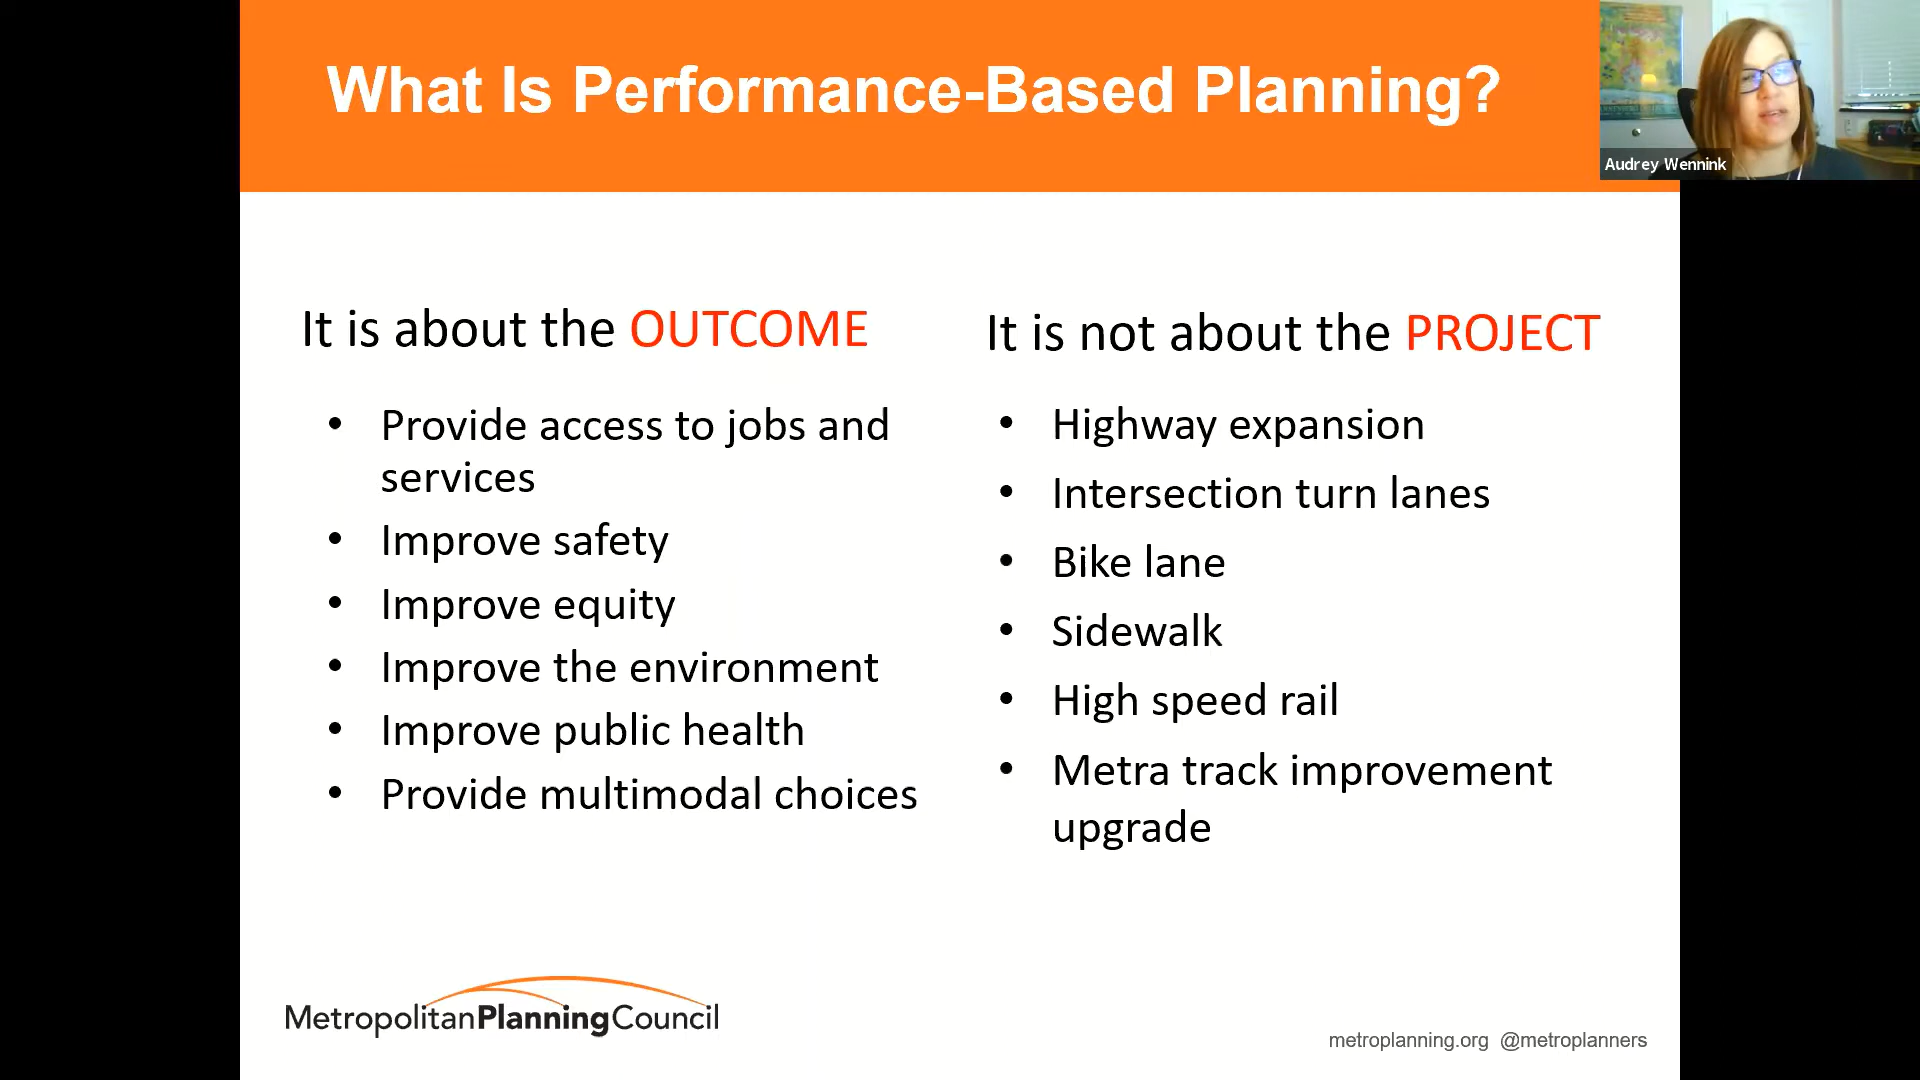 What Is Performance-Based Planning?
Audrey Wennink
It is about the OUTCOME
• Provide access to jobs and
services
• Improve safety
• Improve equity
• Improve the environment
• Improve public health
• Provide multimodal choices
It is not about the PROJECT
• Highway expansion
• Intersection turn lanes
• Bike lane
• Sidewalk
• High speed rail
• Metra track improvement
upgrade
MetropolitanPlanningCouncil
metroplanning.org @metroplanners